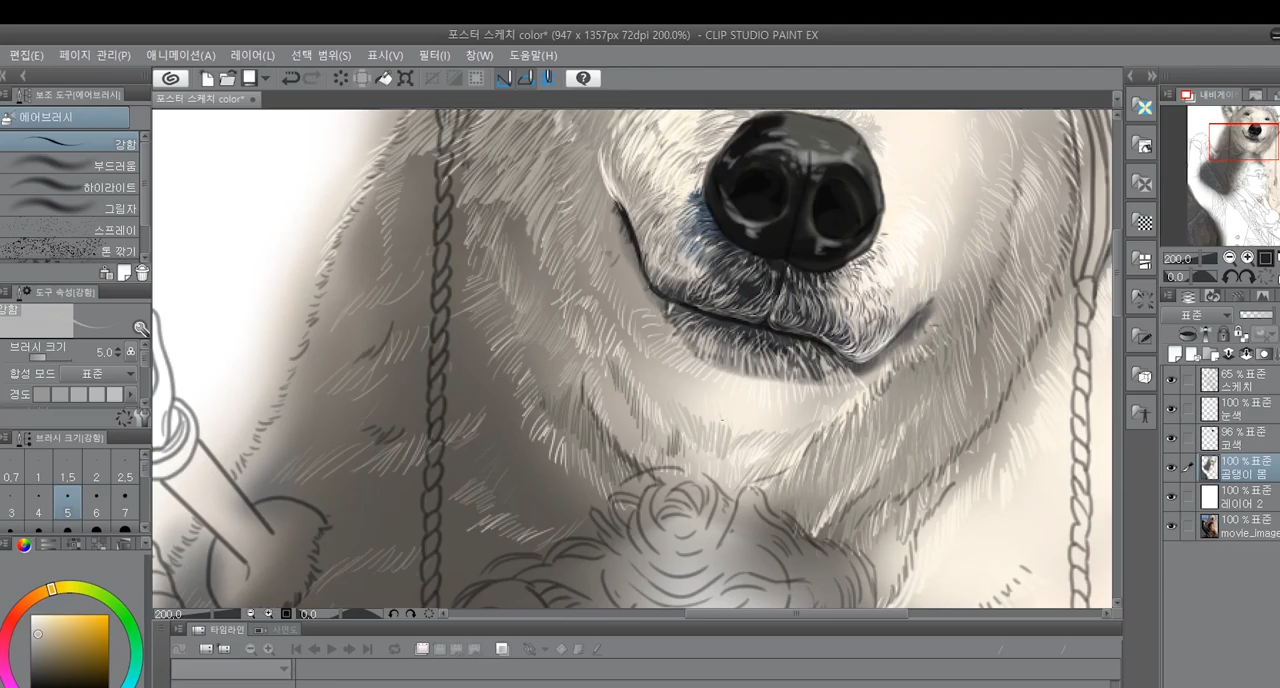 포스터 스케치 color* (947 x 1357px 72dpi 200.0%) - CLIP STUDIO PAINT EX
편집(E) 페이지 관리(P) 애니메이션(A) 레이어(L) 선택 범위(S) 표시(V) 필터(I) 창(W) 도움말(H)
보조 도구[에어브러시]
포스터 스케치 color*
내비게이
에어브러시
강함
부드러움
하이라이트
그림자
스프레이
톤 깎기
200.0
0.0
도구 속성[강함]
강함
표준
브러시 크기 5.0
합성 모드 표준
경도
65 %표준
스케치
100 %표준
눈색
96 %표준
코색
브러시 크기[강함]
100 %표준
곰탱이 몸
0.7 1 1.5 2 2.5
100 %표준
레이어 2
3 4 5 6 7
100 %표준
movie_image
200.0 0.0
타임라인